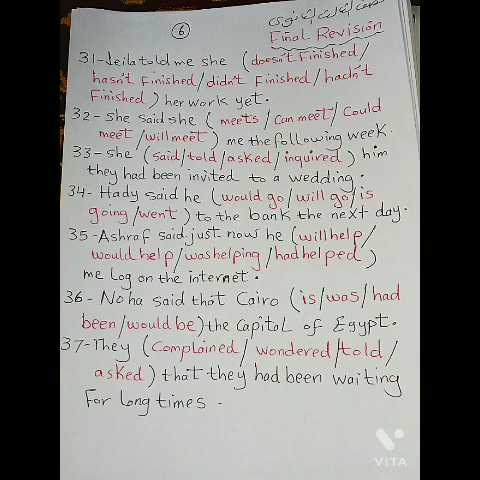 6
Final Revision
31-Leila told me she (doesn't Finished/
hasn't Finished/didn't Finished/hadn't
Finished) her work yet.
32-She said she (meets/can meet/Could
meet/will meet) me the following week.
33-she (said/told/asked/inquired) him
they had been invited to a wedding.
34-Hady said he (would go/will go/is
going/went) to the bank the next day.
35-Ashraf said just now he (will help/
would help/was helping/had helped)
me Log on the internet.
36-Noha said that Cairo (is/was/had
been/would be) the Capital of Egypt.
37-They (Complained/wondered/told/
asked) that they had been waiting
For long times.
VITA